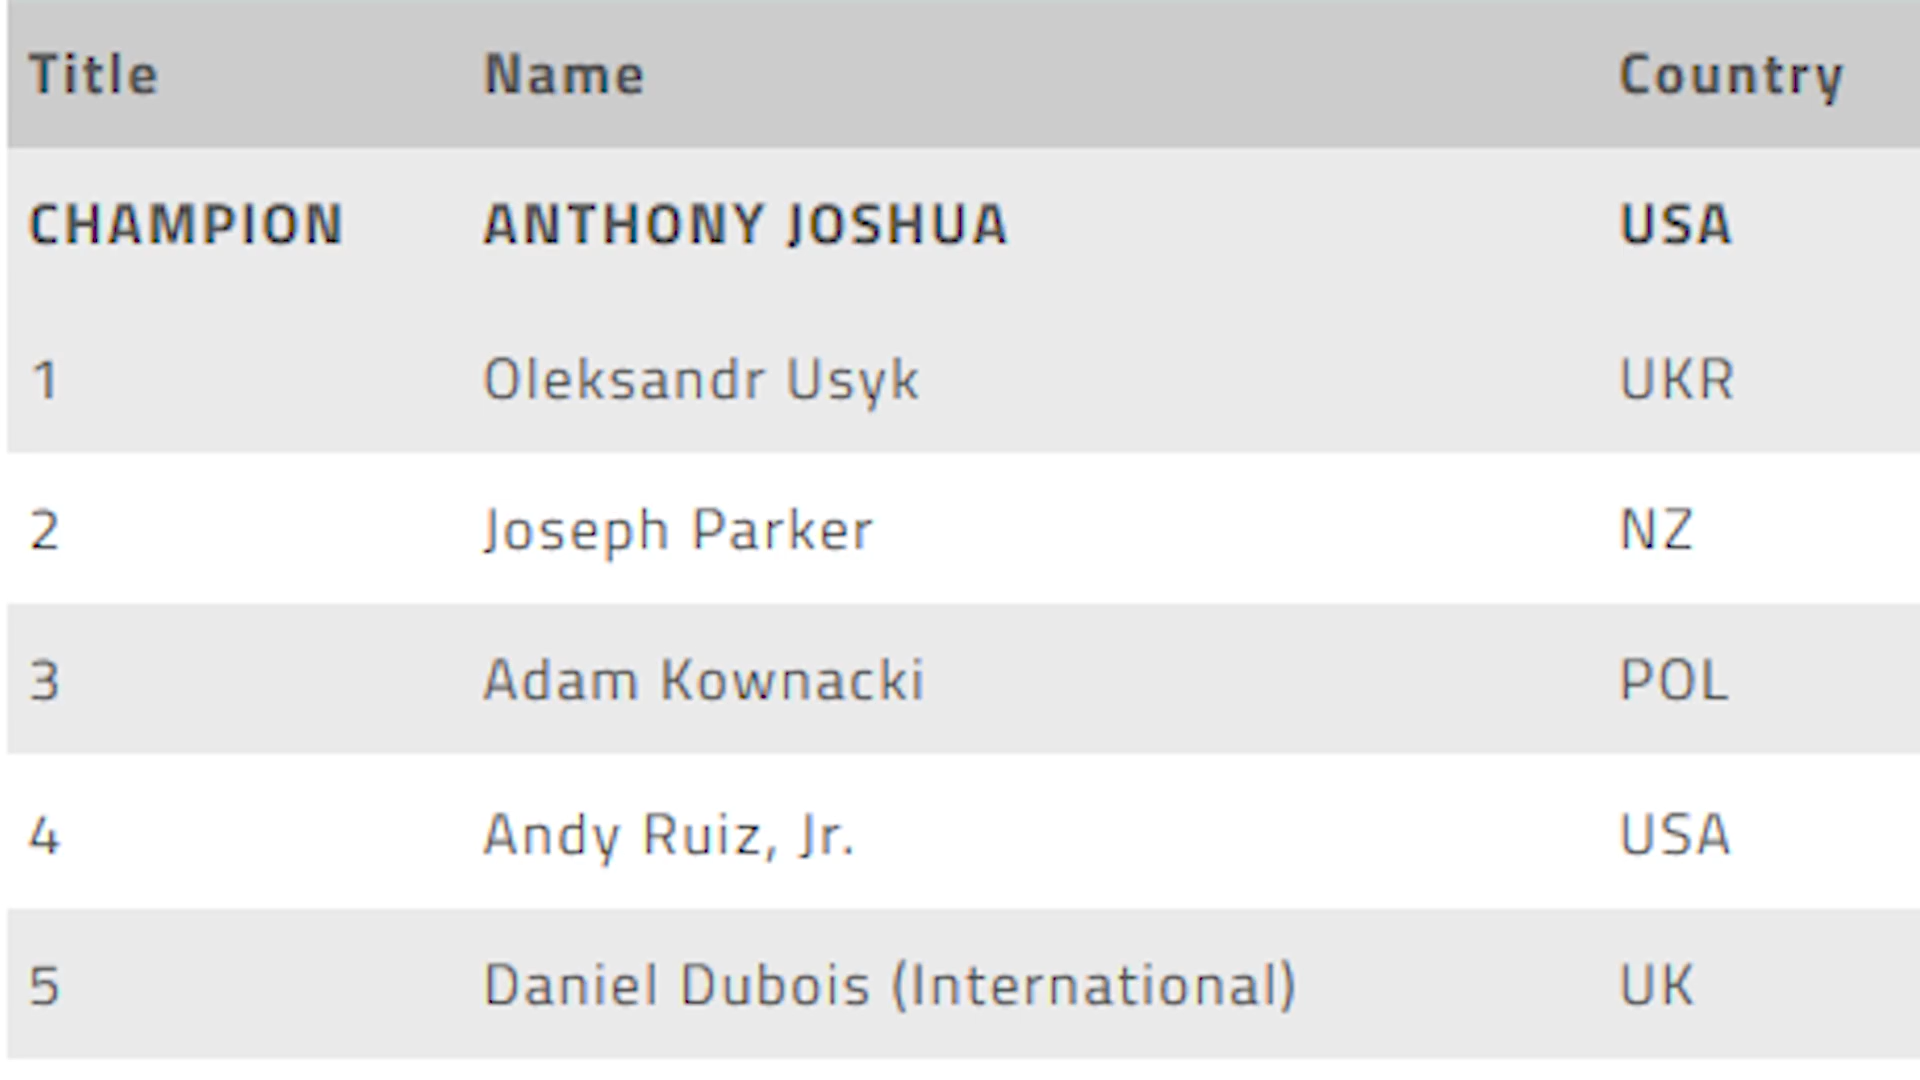 Title Name Country
CHAMPION ANTHONY JOSHUA USA
1 Oleksandr Usyk UKR
2 Joseph Parker NZ
3 Adam Kownacki POL
4 Andy Ruiz, Jr. USA
5 Daniel Dubois (International) UK